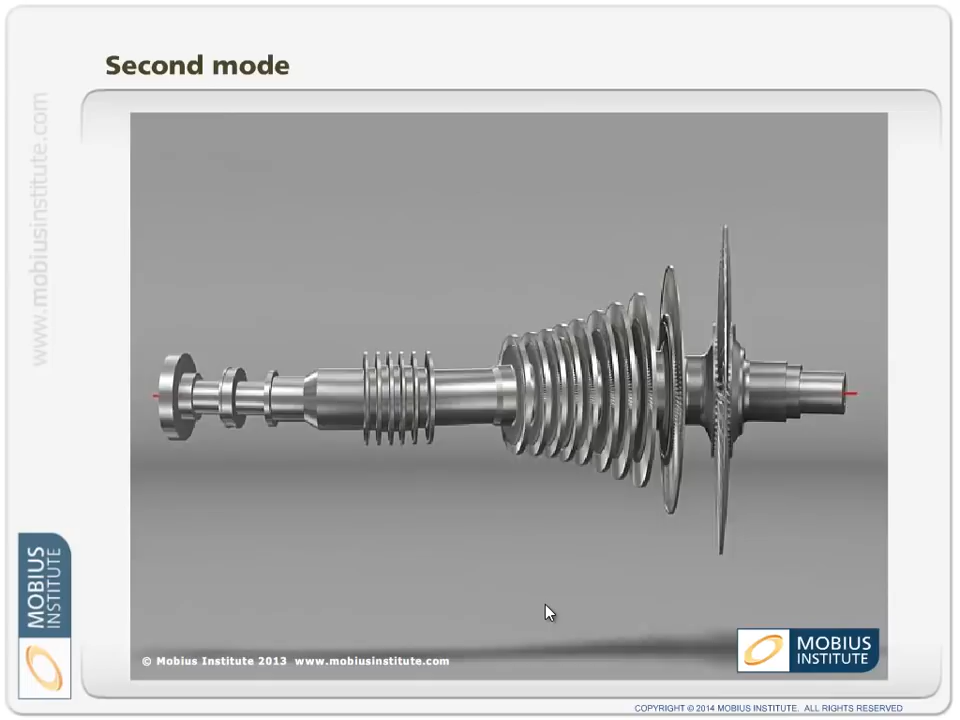 Second mode
www.mobiusinstitute.com
MOBIUS
INSTITUTE
© Mobius Institute 2013 www.mobiusinstitute.com
MOBIUS
INSTITUTE
COPYRIGHT © 2014 MOBIUS INSTITUTE. ALL RIGHTS RESERVED